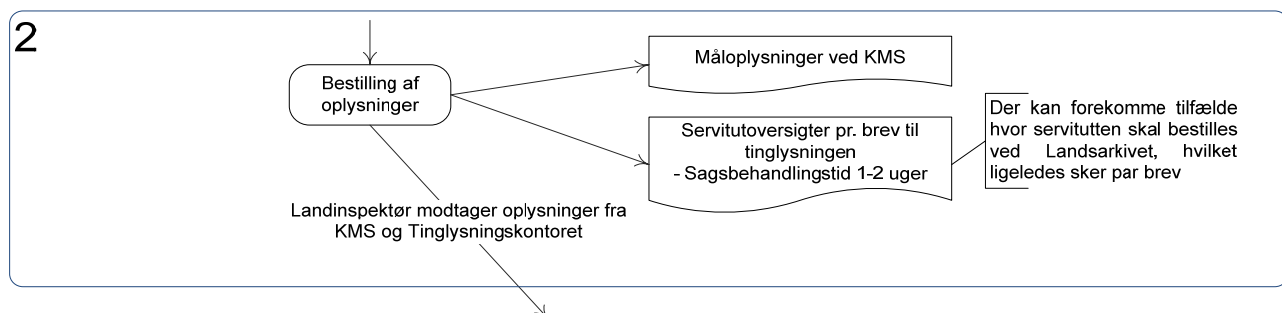 2
Bestilling af
oplysninger
Måloplysninger ved KMS
Servitutoversigter pr. brev til
tinglysningen
- Sagsbehandlingstid 1-2 uger
Der kan forekomme tilfælde
hvor servitutten skal bestilles
ved Landsarkivet, hvilket
ligeledes sker par brev
Landinspektør modtager oplysninger fra
KMS og Tinglysningskontoret